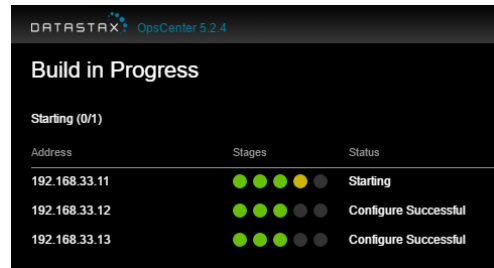 DATASTAX OpsCenter 5.2.4
Build in Progress
Starting (0/1)
Address Stages Status
192.168.33.11 Starting
192.168.33.12 Configure Successful
192.168.33.13 Configure Successful